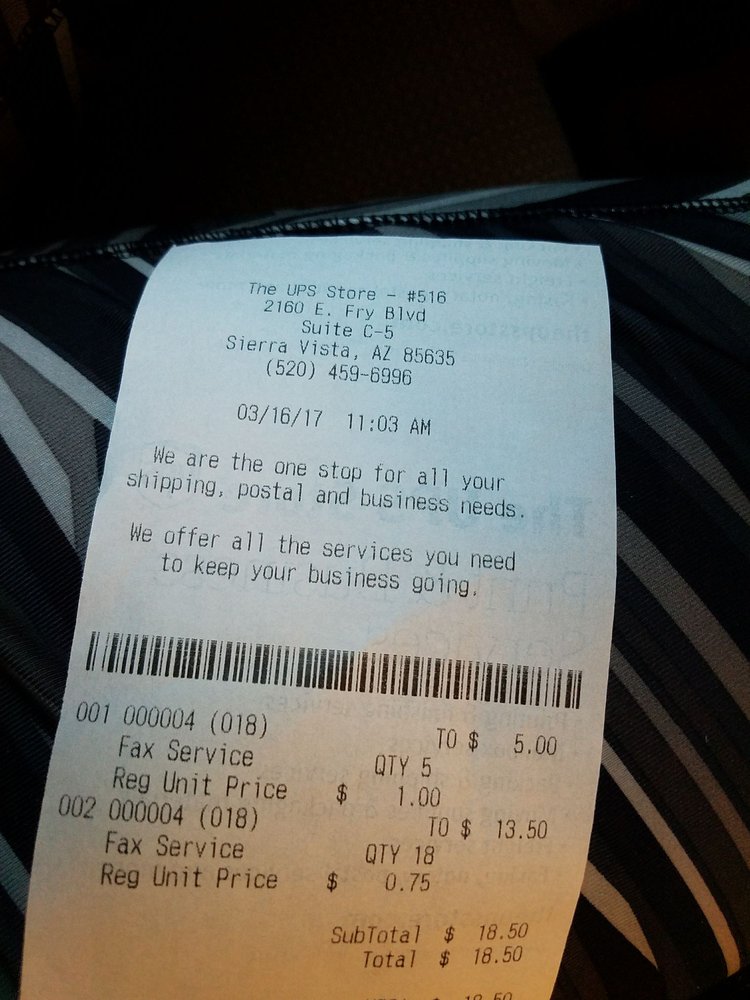 The UPS Store - #516
2160 E. Fry Blvd
Suite C-5
Sierra Vista, AZ 85635
(520) 459-6996
03/16/17 11:03 AM
We are the one stop for all your
shipping, postal and business needs.
We offer all the services you need
to keep your business going.
001 000004 (018) TO $ 5.00
Fax Service QTY 5
Reg Unit Price $ 1.00
002 000004 (018) TO $ 13.50
Fax Service QTY 18
Reg Unit Price $ 0.75
SubTotal $ 18.50
Total $ 18.50